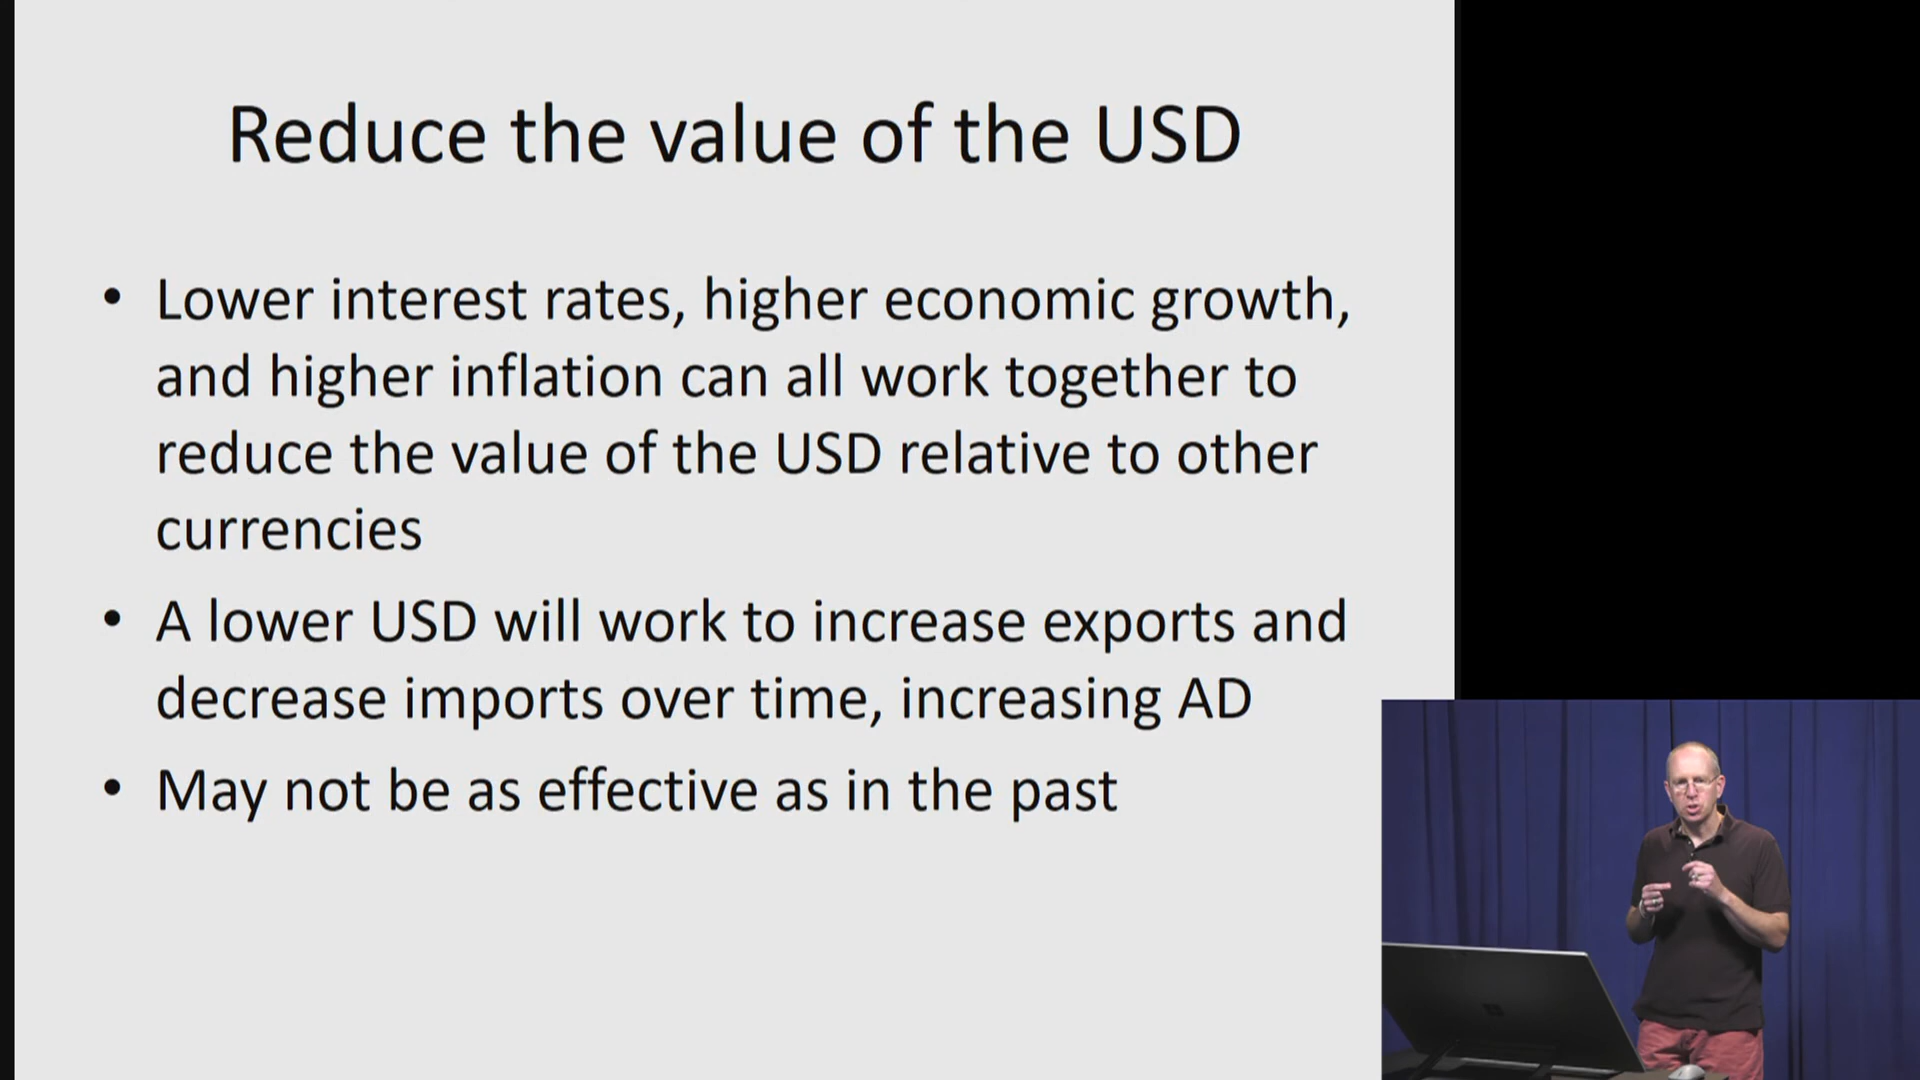 Reduce the value of the USD
• Lower interest rates, higher economic growth,
and higher inflation can all work together to
reduce the value of the USD relative to other
currencies
• A lower USD will work to increase exports and
decrease imports over time, increasing AD
• May not be as effective as in the past